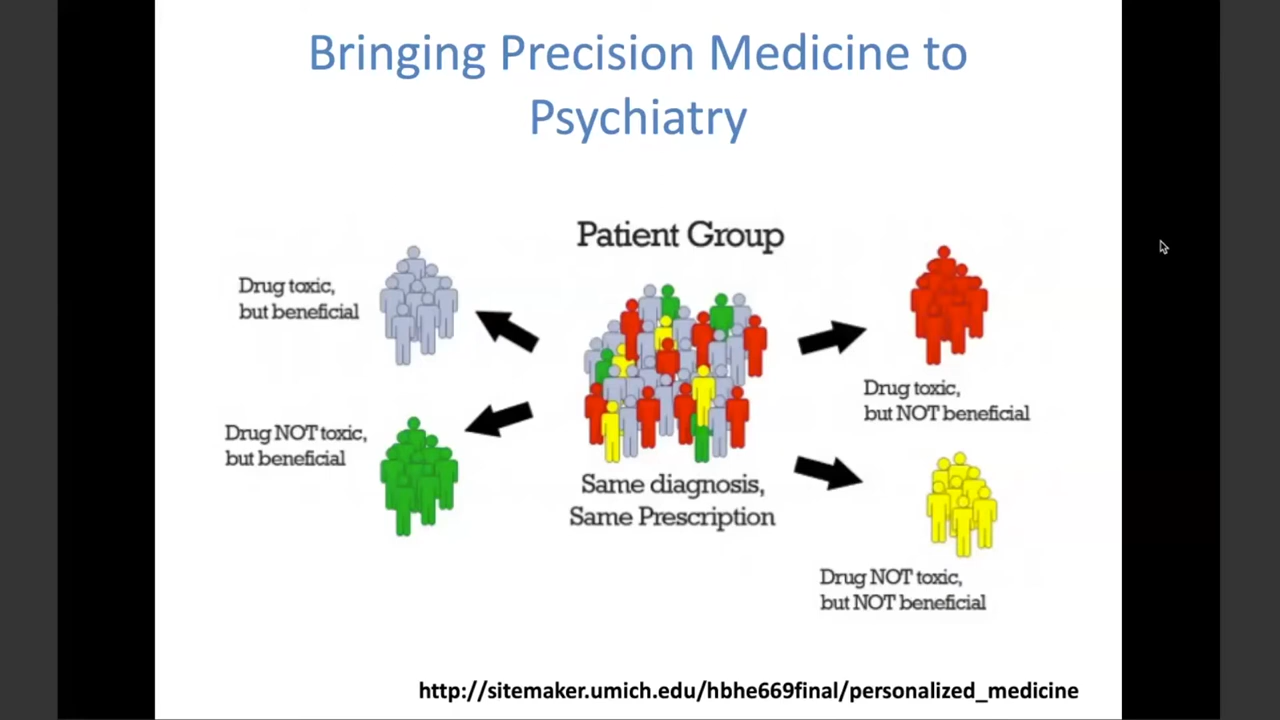 Bringing Precision Medicine to
Psychiatry
Patient Group
Drug toxic,
but beneficial
Drug NOT toxic,
but beneficial
Same diagnosis,
Same Prescription
Drug toxic,
but NOT beneficial
Drug NOT toxic,
but NOT beneficial
http://sitemaker.umich.edu/hbhe669final/personalized_medicine